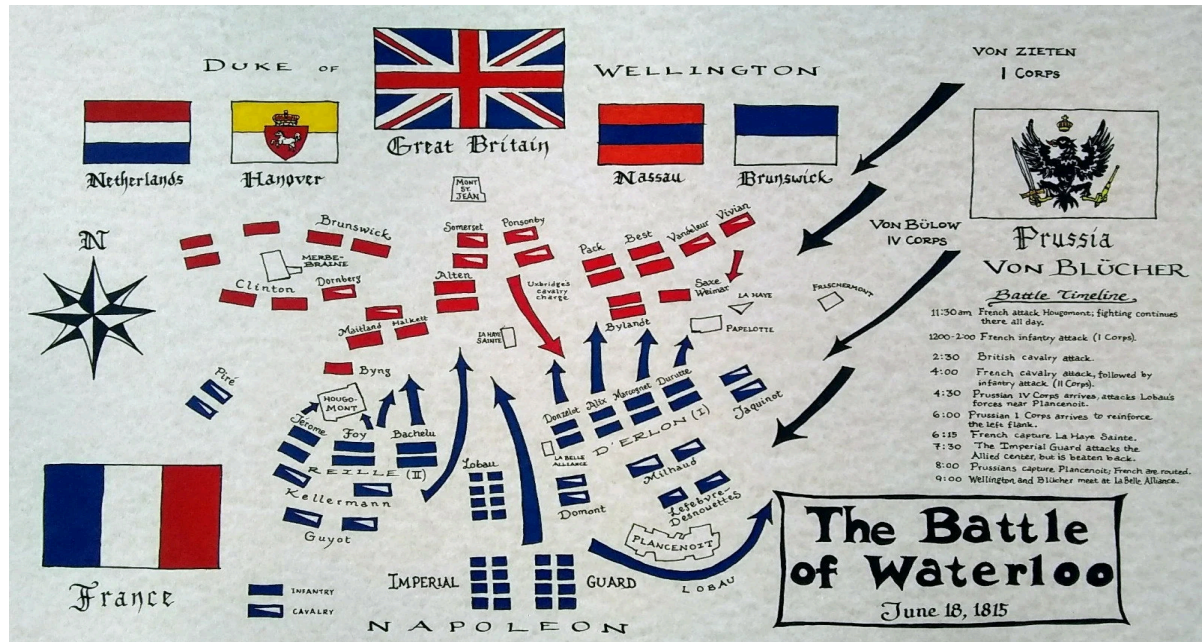 DUKE OF WELLINGTON
VON ZIETEN
I CORPS
Netherlands
Hanover
Great Britain
Nassau
Brunswick
MONT
ST.
JEAN
VON BÜLOW
IV CORPS
Prussia
VON BLÜCHER
N
Brunswick
MERBE-
BRAINE
Clinton
Dornberg
Somerset
Ponsonby
Alten
Uxbridge's
cavalry
charge
Pack
Best
Vandeleur
Vivian
Saxe
Weimar
Bylandt
LA HAYE
PAPELOTTE
FRISCHERMONT
Maitland
Halkett
LA HAYE
SAINTE
Byng
HOUGO-
MONT
Piré
Jerome
Foy
Bachelu
REILLE (II)
Kellermann
Guyot
Lobau
Donzelot
Alix
Marcognet
Durutte
Jaquinot
D'ERLON (I)
LA BELLE
ALLIANCE
Domont
Milhaud
Lefebvre-
Desnouettes
PLANCENOIT
LOBAU
IMPERIAL GUARD
NAPOLEON
France
INFANTRY
CAVALRY
Battle Timeline
11:30am French attack Hougomont; fighting continues
there all day.
1200-2:00 French infantry attack (I Corps).
2:30 British cavalry attack.
4:00 French cavalry attack, followed by
infantry attack (II Corps).
4:30 Prussian IV Corps arrives, attacks Lobau's
forces near Plancenoit.
6:00 Prussian I Corps arrives to reinforce
the left flank.
6:15 French capture La Haye Sainte.
7:30 The Imperial Guard attacks the
Allied center, but is beaten back.
8:00 Prussians capture Plancenoit; French are routed.
9:00 Wellington and Blücher meet at La Belle Alliance.
The Battle
of Waterloo
June 18, 1815